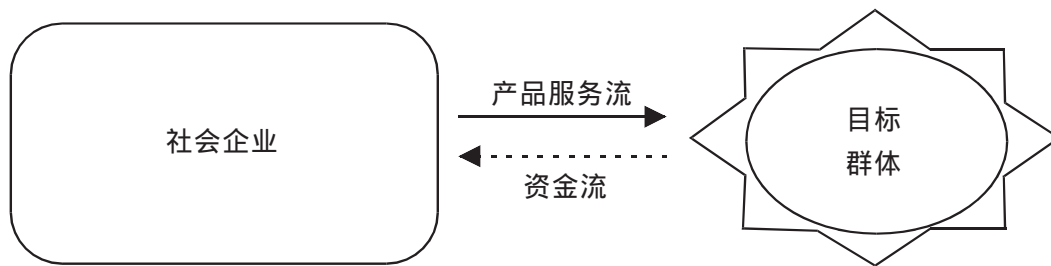 社会企业
产品服务流
资金流
目标
群体